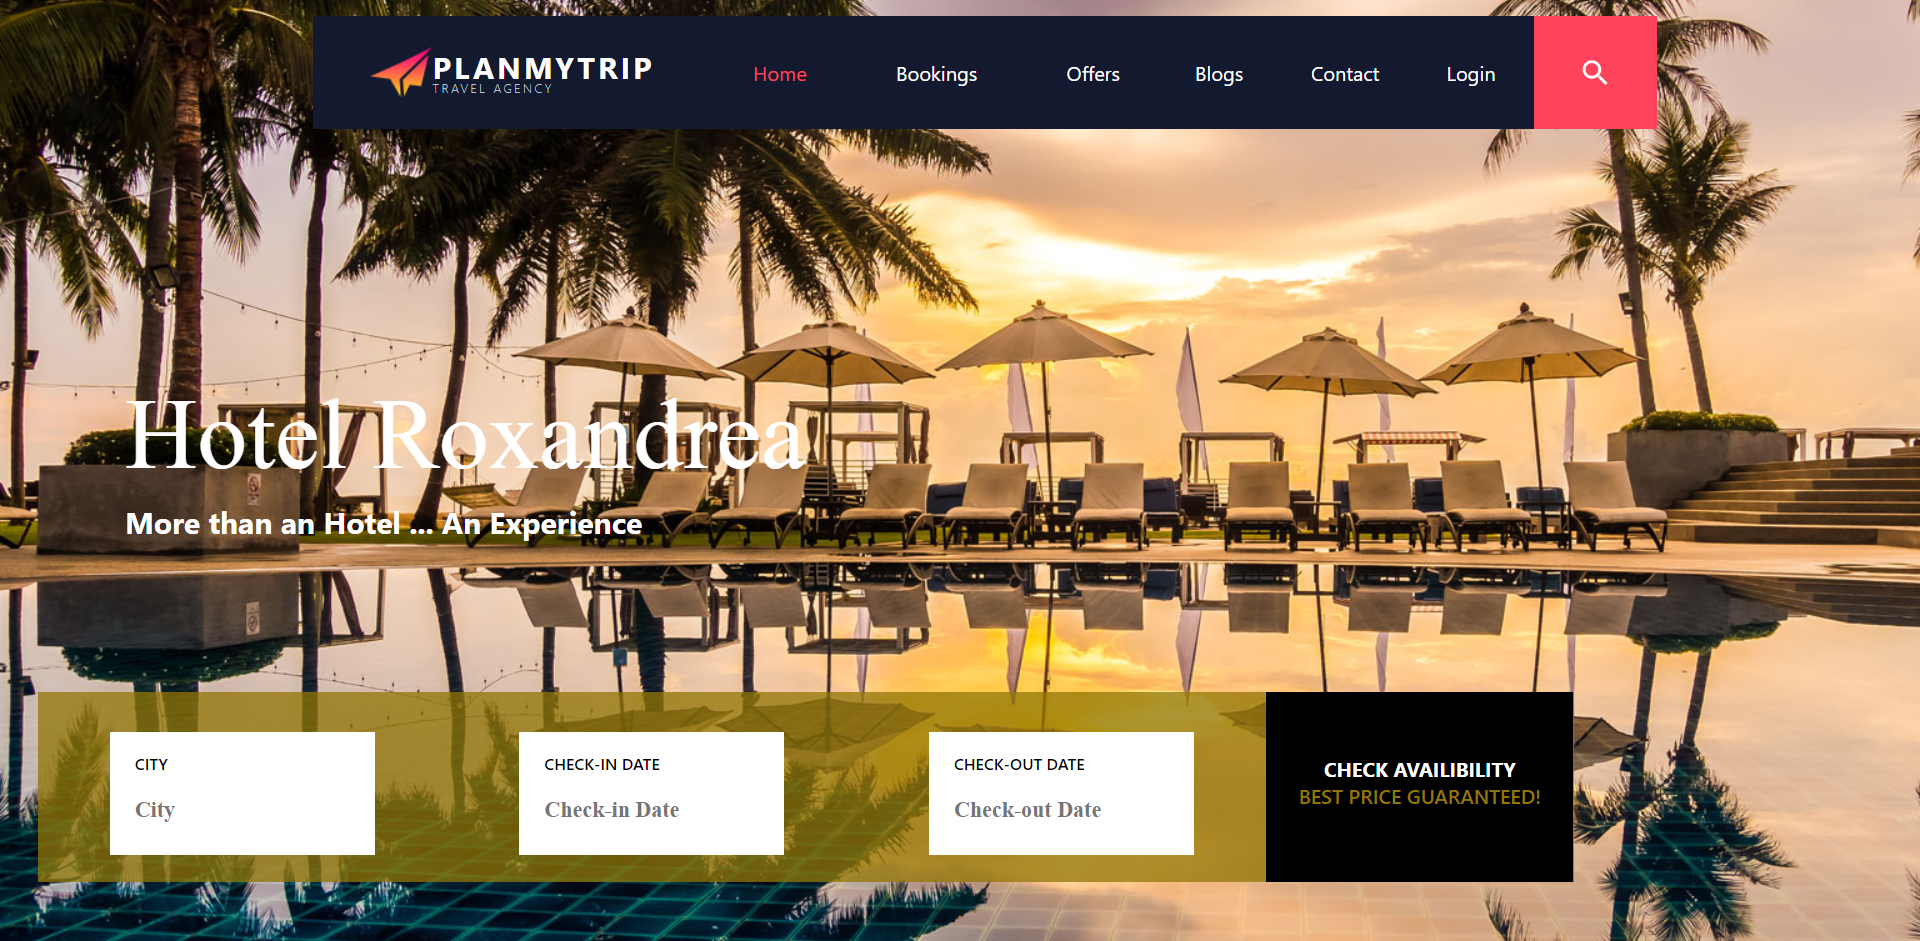 PLANMYTRIP
TRAVEL AGENCY
Home Bookings Offers Blogs Contact Login
Hotel Roxandrea
More than an Hotel ... An Experience
CITY
City
CHECK-IN DATE
Check-in Date
CHECK-OUT DATE
Check-out Date
CHECK AVAILIBILITY
BEST PRICE GUARANTEED!